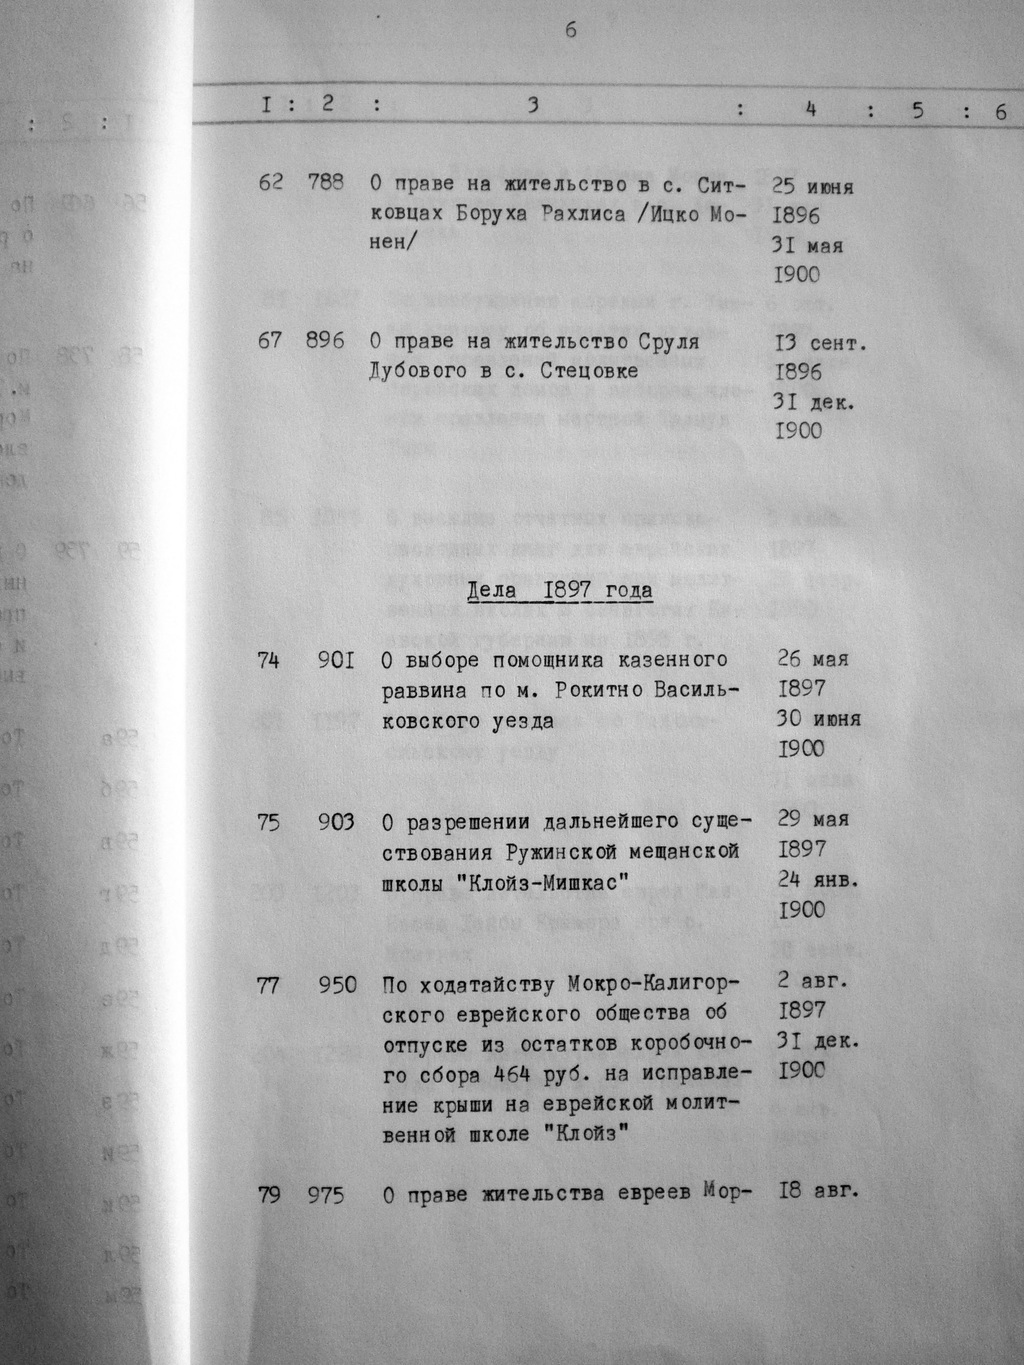 6
I : 2 : 3 : 4 : 5 : 6
62 788 О праве на жительство в с. Сит- 25 июня
ковцах Боруха Рахлиса /Ицко Мо- 1896
нен/ 31 мая
1900
67 896 О праве на жительство Сруля 13 сент.
Дубового в с. Стецовке 1896
31 дек.
1900
Дела 1897 года
74 901 О выборе помощника казенного 26 мая
раввина по м. Рокитно Василь- 1897
ковского уезда 30 июня
1900
75 903 О разрешении дальнейшего суще- 29 мая
ствования Ружинской мещанской 1897
школы "Клойз-Мишкас" 24 янв.
1900
77 950 По ходатайству Мокро-Калигор- 2 авг.
ского еврейского общества об 1897
отпуске из остатков коробочно- 31 дек.
го сбора 464 руб. на исправле- 1900
ние крыши на еврейской молит-
венной школе "Клойз"
79 975 О праве жительства евреев Мор- 18 авг.